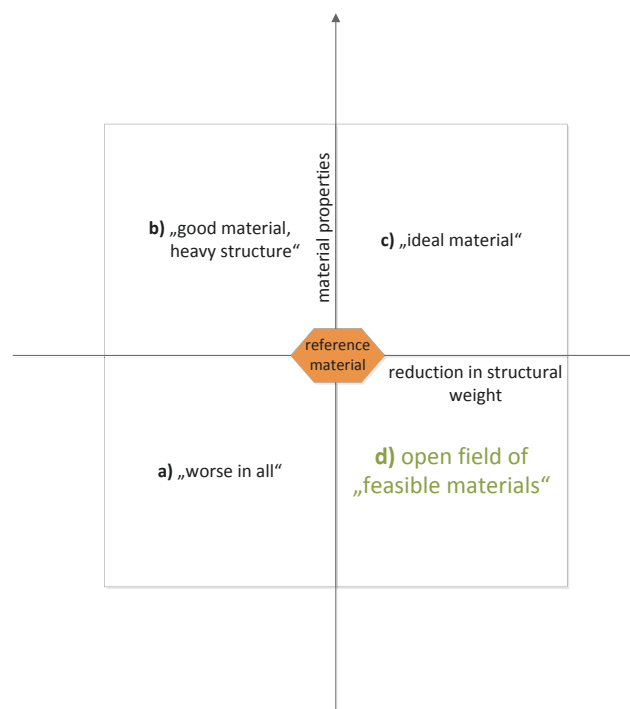 material properties
b) „good material,
heavy structure“
c) „ideal material“
reference
material
reduction in structural
weight
a) „worse in all“
d) open field of
„feasible materials“